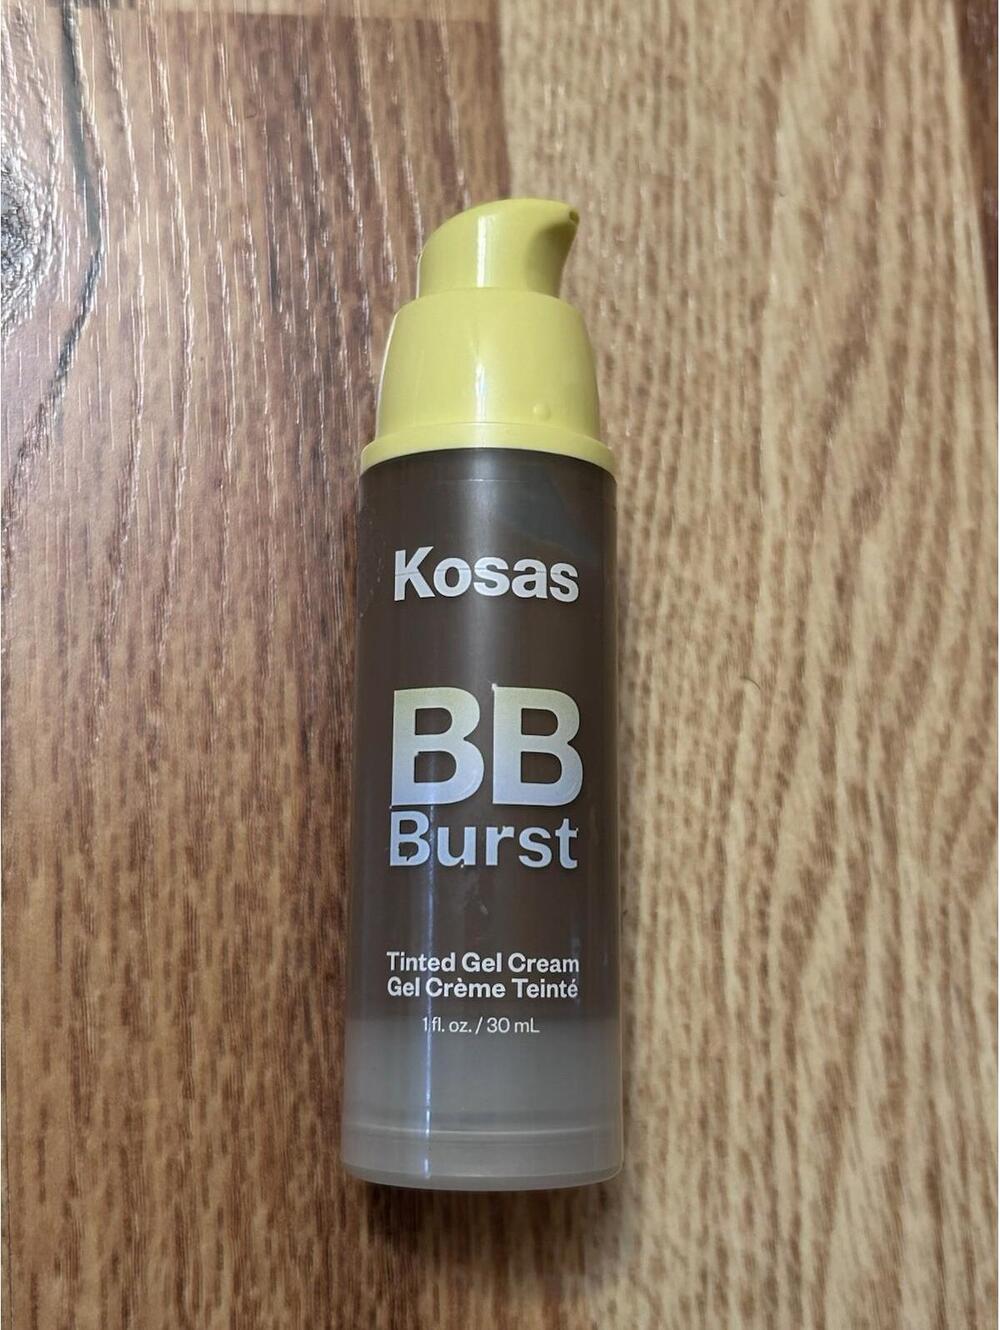 Kosas
BB
Burst
Tinted Gel Cream
Gel Crème Teinté
1 fl. oz. / 30 mL